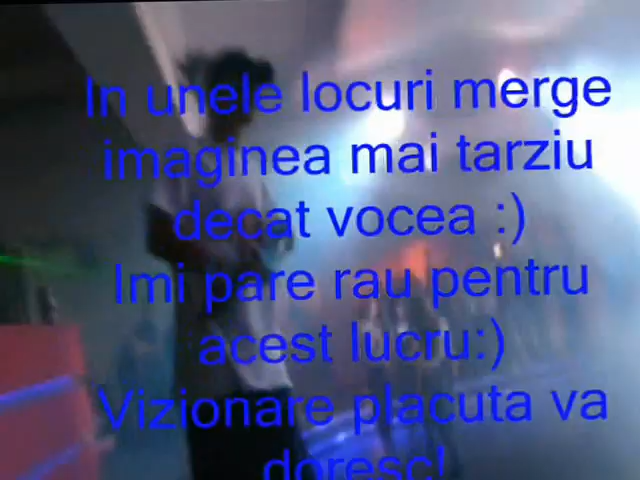 In unele locuri merge
imaginea mai tarziu
decat vocea :)
Imi pare rau pentru
acest lucru:)
Vizionare placuta va
doresc!